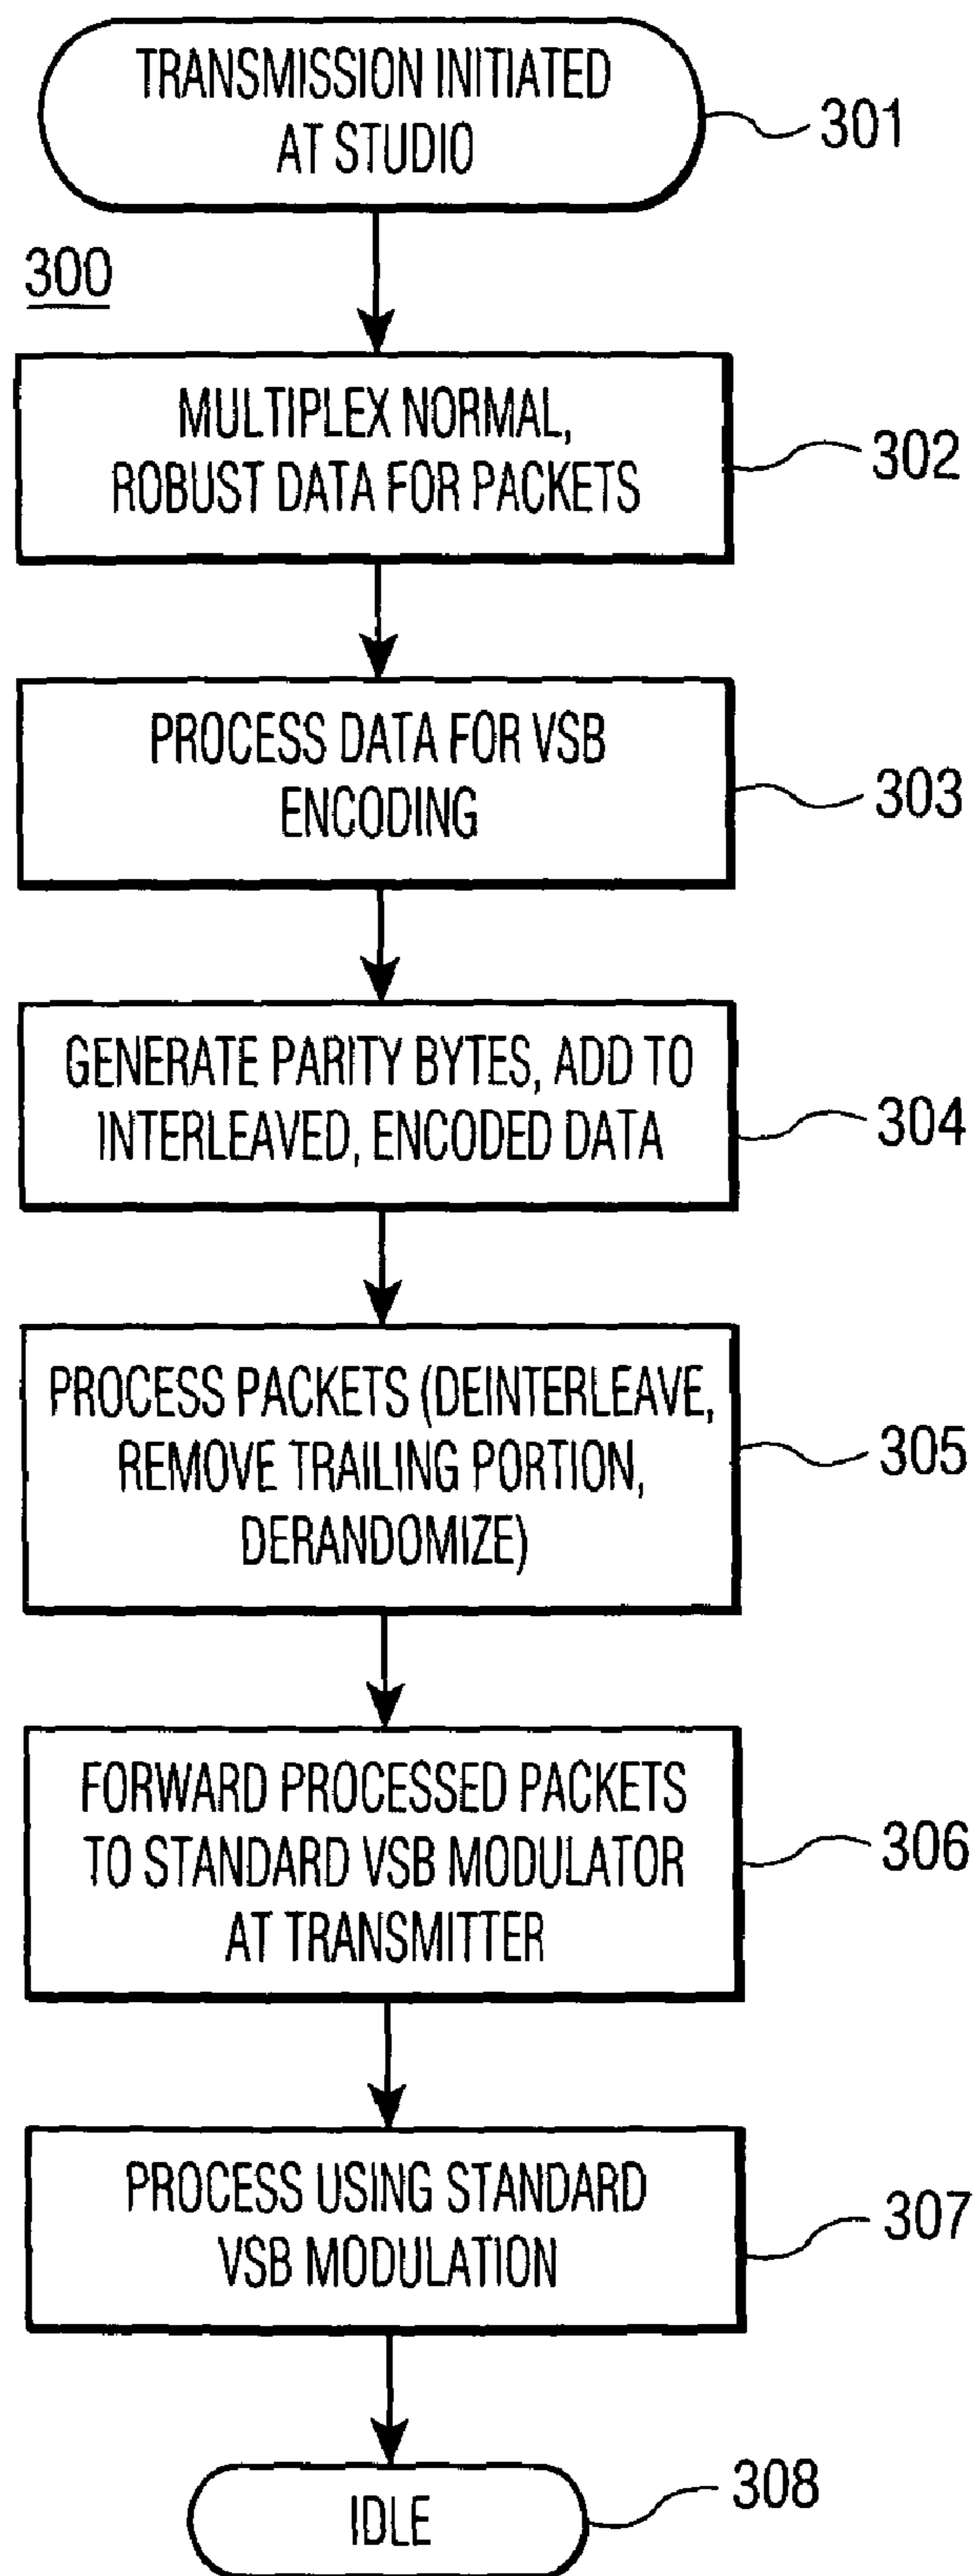 TRANSMISSION INITIATED
AT STUDIO
301
300
MULTIPLEX NORMAL,
ROBUST DATA FOR PACKETS
302
PROCESS DATA FOR VSB
ENCODING
303
GENERATE PARITY BYTES, ADD TO
INTERLEAVED, ENCODED DATA
304
PROCESS PACKETS (DEINTERLEAVE,
REMOVE TRAILING PORTION,
DERANDOMIZE)
305
FORWARD PROCESSED PACKETS
TO STANDARD VSB MODULATOR
AT TRANSMITTER
306
PROCESS USING STANDARD
VSB MODULATION
307
IDLE
308